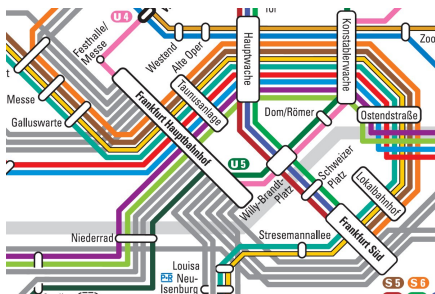 U4
Tor
Festhalle/
Messe
Westend
Alte Oper
Hauptwache
Konstablerwache
Zoo
t
Messe
Galluswarte
Taunusanlage
Frankfurt Hauptbahnhof
Dom/Römer
Ostendstraße
U5
Willy-Brandt-
Platz
Schweizer
Platz
Lokalbahnhof
Frankfurt Süd
Niederrad
Stresemannallee
Louisa
Neu-
Isenburg
S5 S6